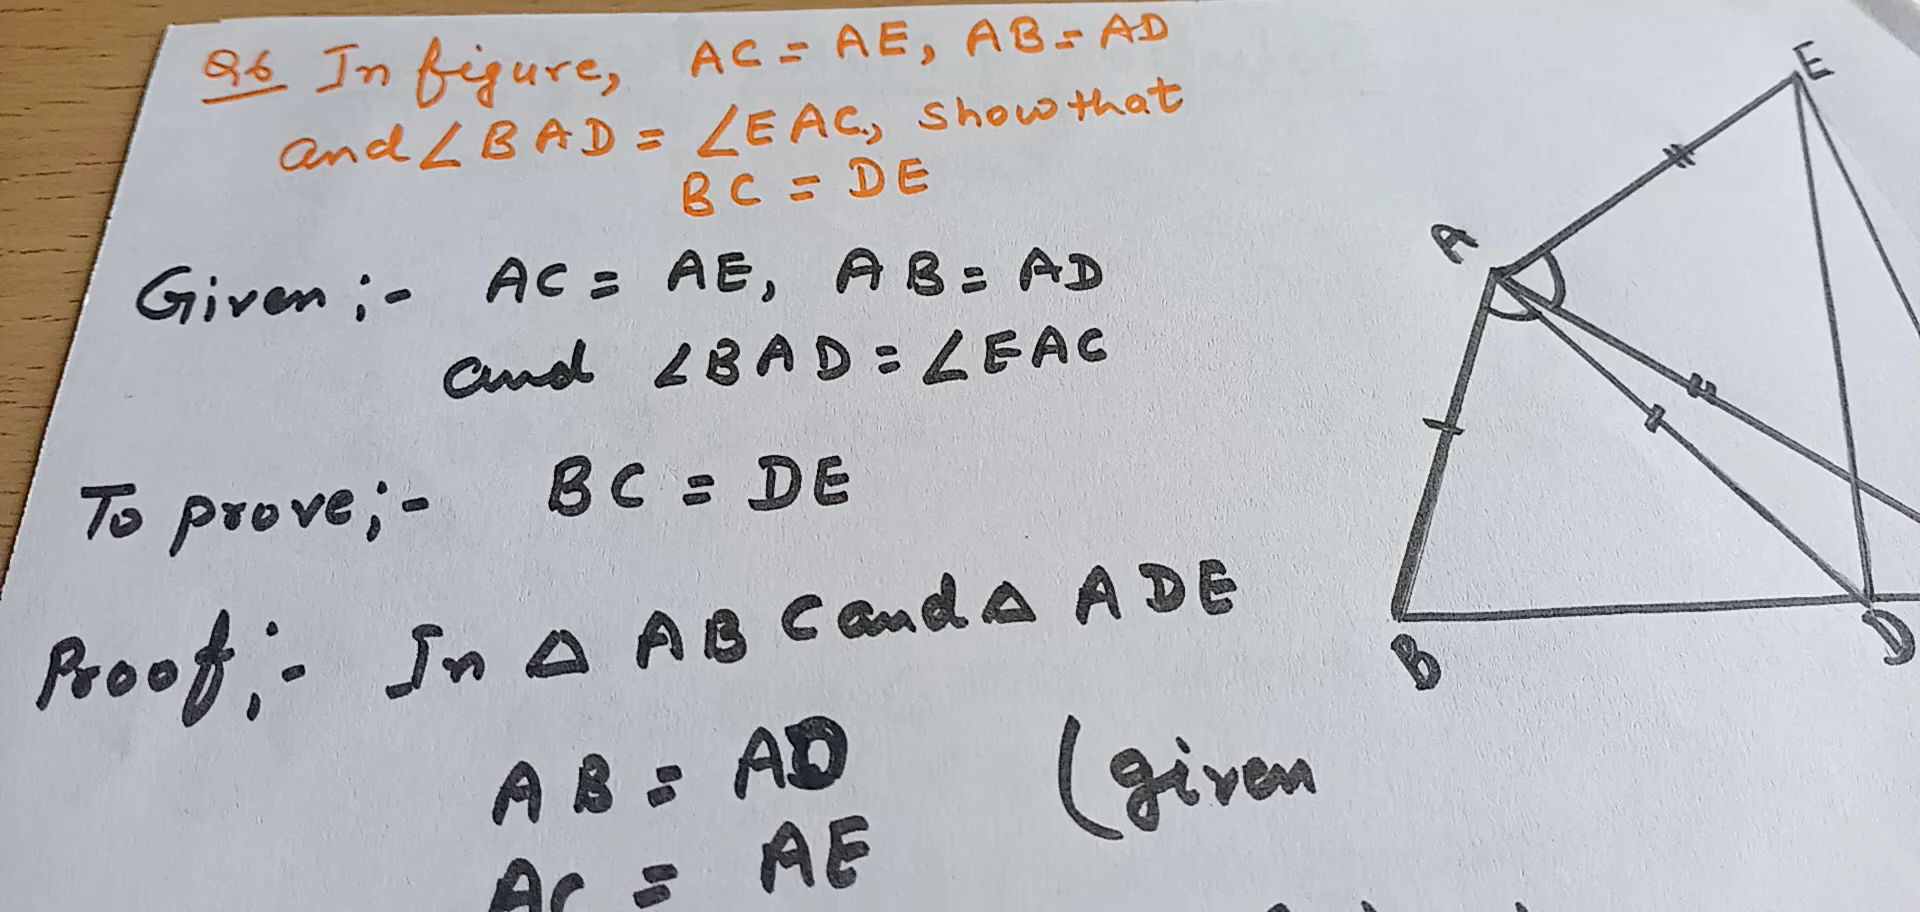 Q6 In figure, AC = AE, AB = AD
and ∠BAD = ∠EAC, show that
BC = DE
Given :- AC = AE, AB = AD
and ∠BAD = ∠EAC
To prove :- BC = DE
Proof :- In △ ABC and △ ADE
AB = AD (given
AC = AE
E
A
B
D